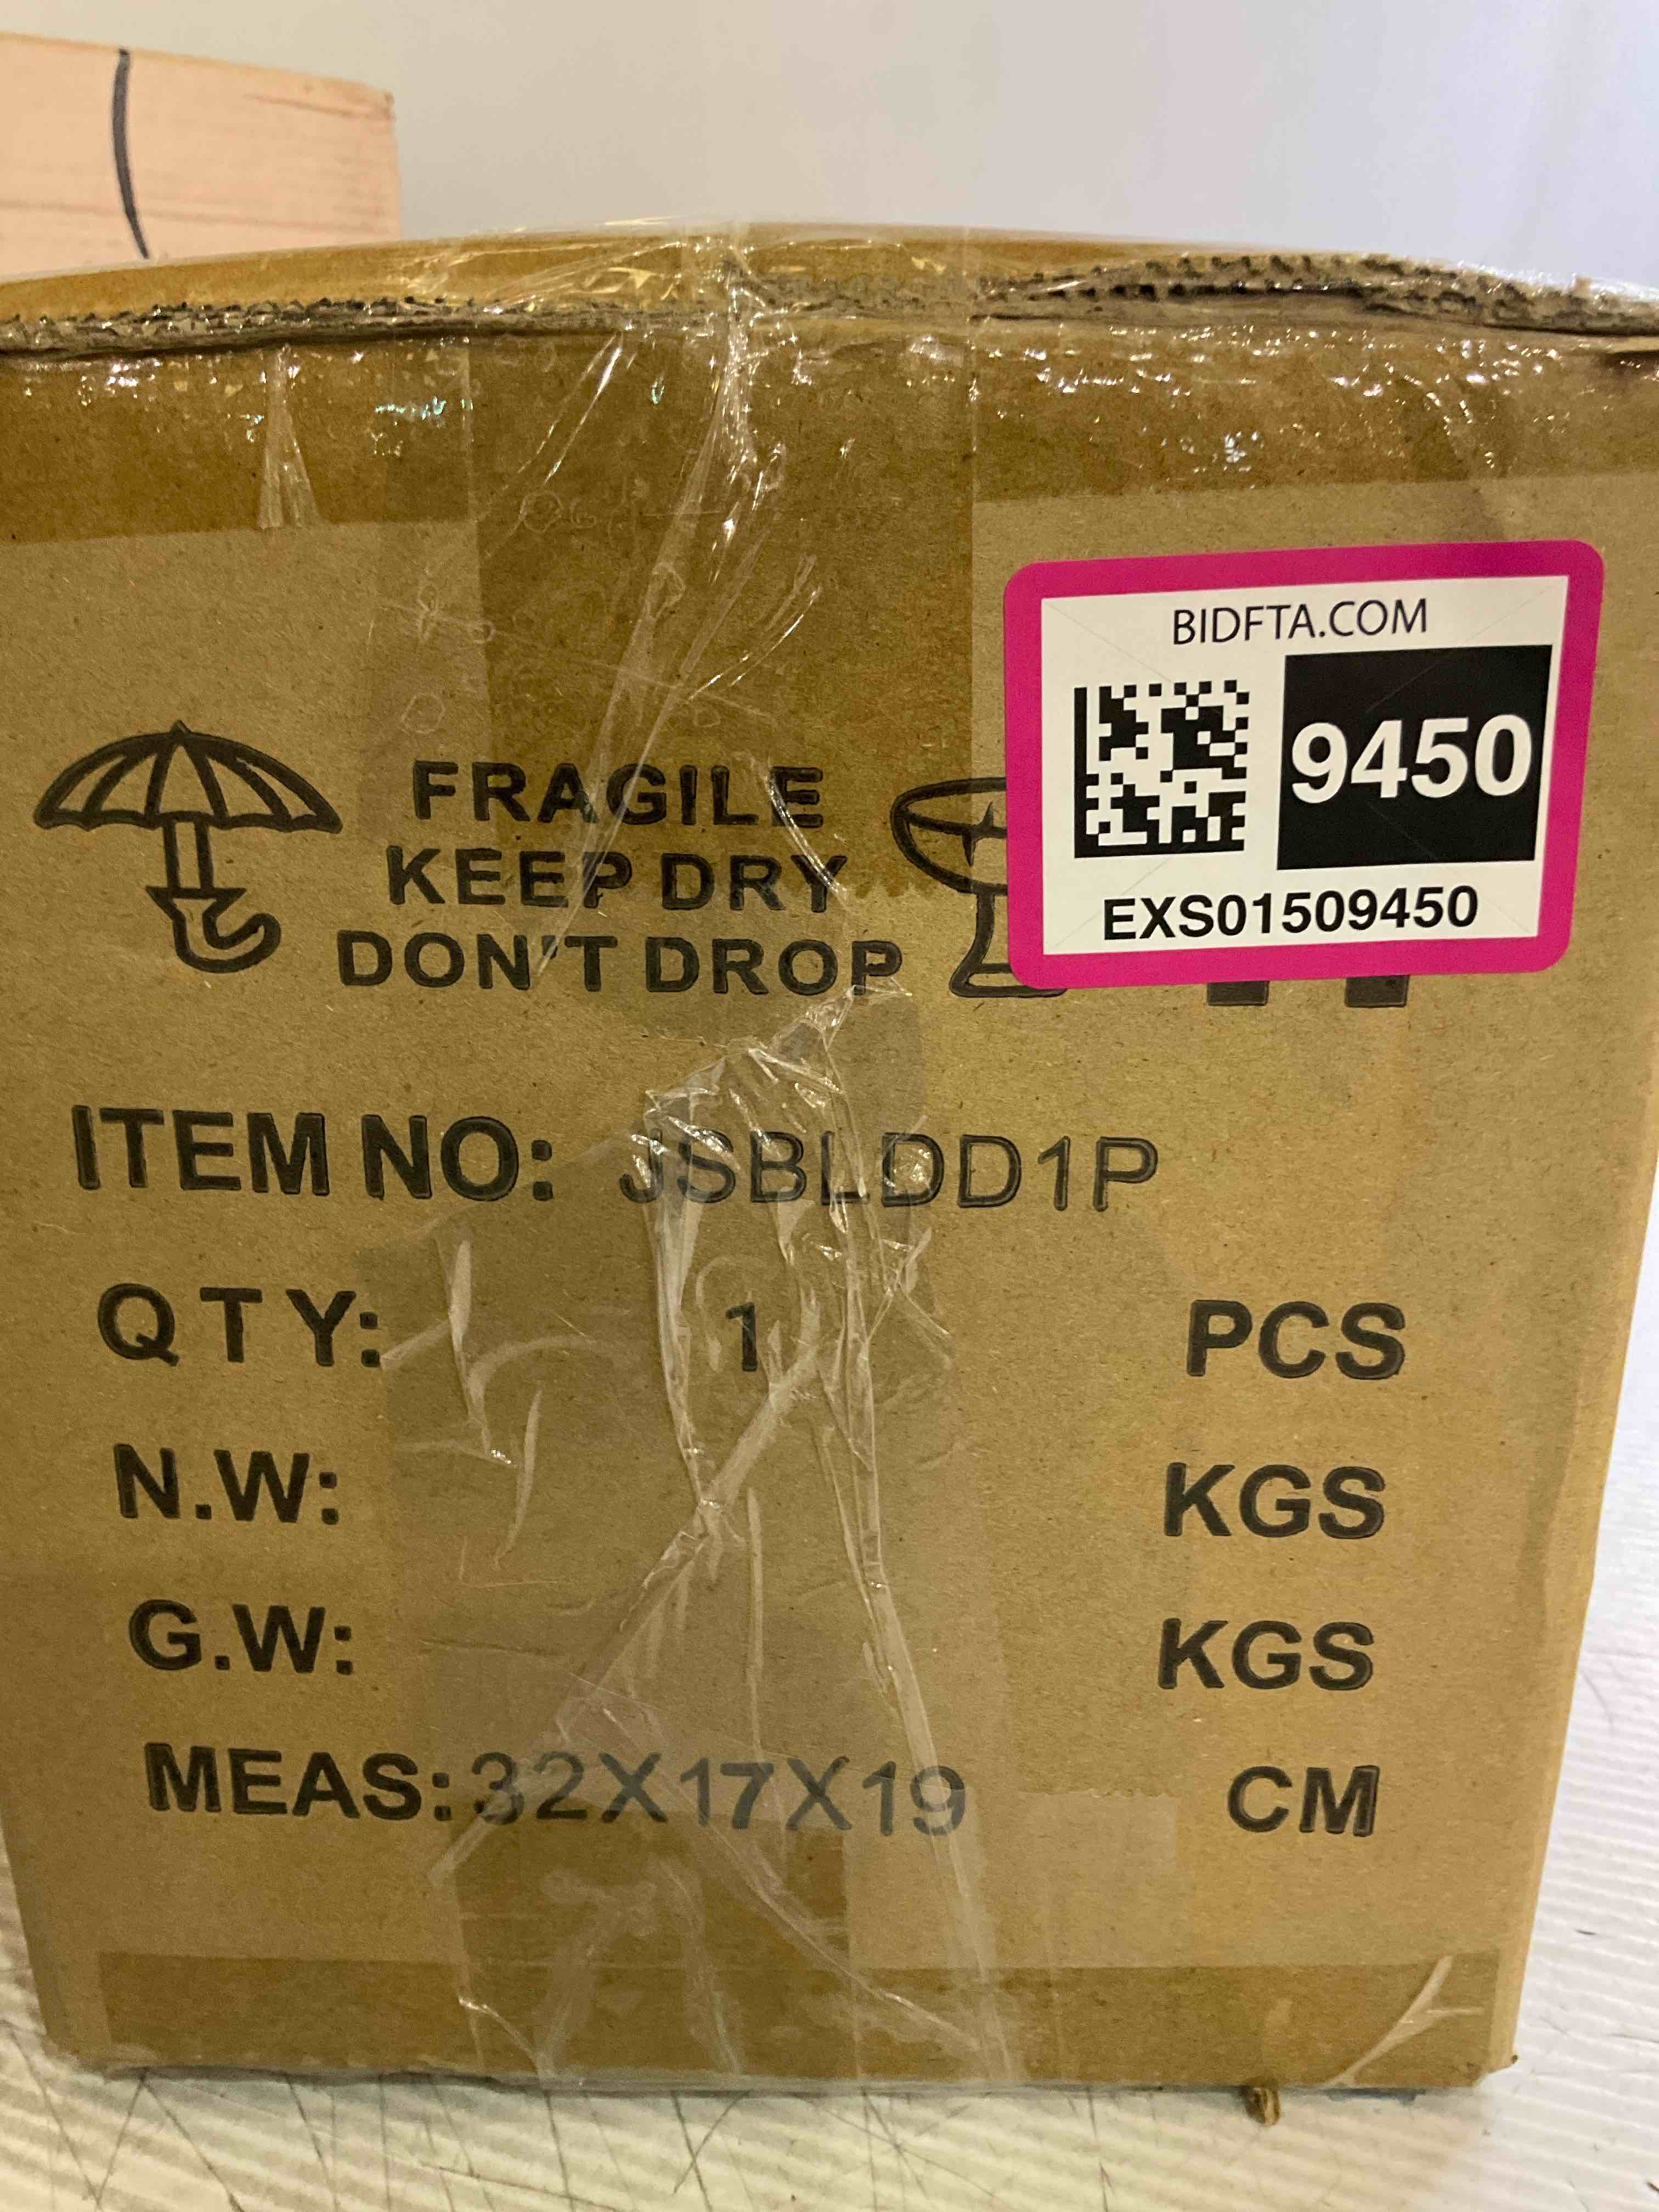 BIDFTA.COM
9450
EXS01509450
FRAGILE
KEEP DRY
DON'T DROP
ITEM NO: JSBLDD1P
QTY: 1 PCS
N.W: KGS
G.W: KGS
MEAS: 32X17X19 CM